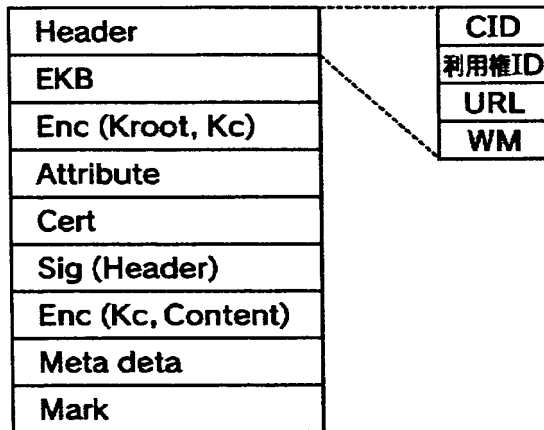 Header
EKB
Enc (Kroot, Kc)
Attribute
Cert
Sig (Header)
Enc (Kc, Content)
Meta deta
Mark
CID
利用権ID
URL
WM